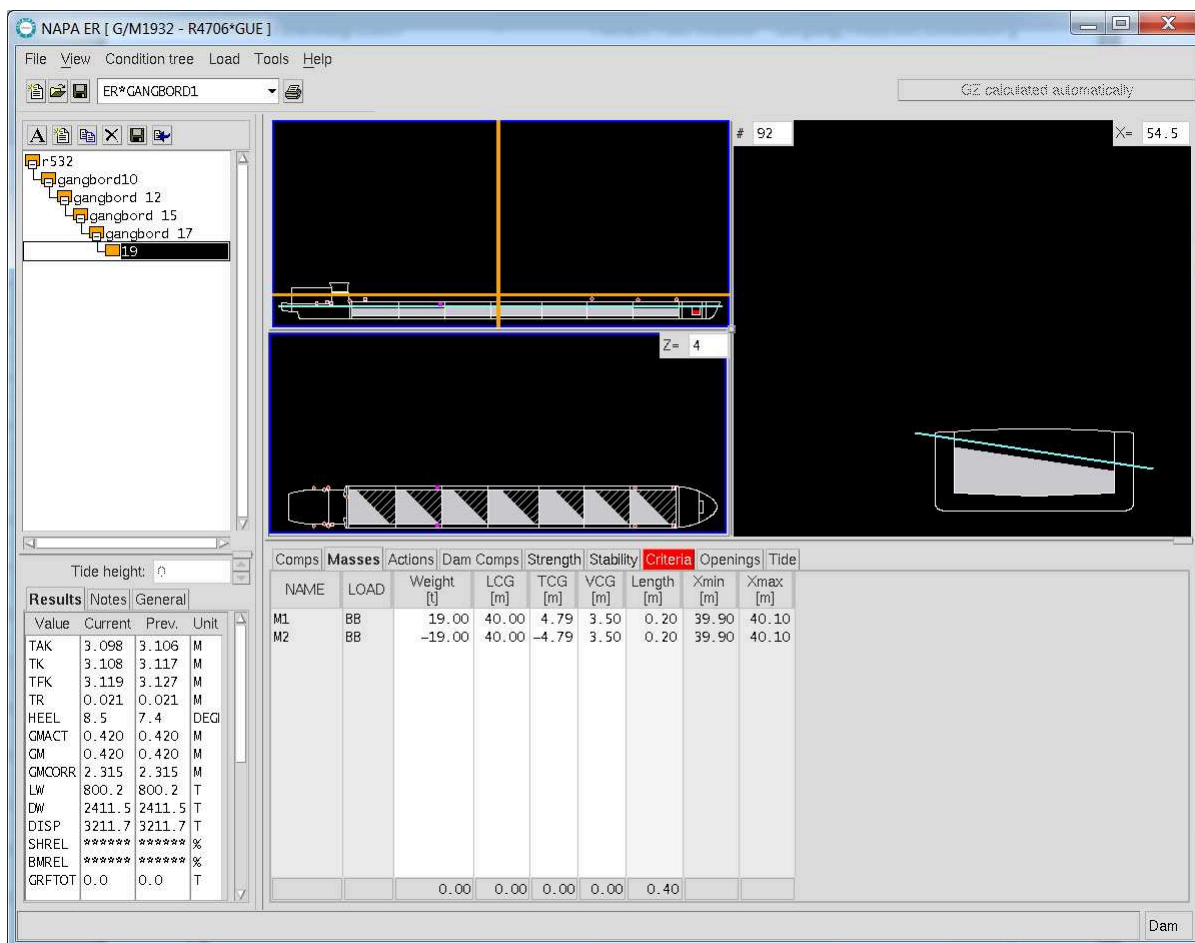 NAPA ER [ G/M1932 - R4706*GUE ]
File View Condition tree Load Tools Help
ER*GANGBORD1
GZ calculated automatically
A
r532
gangbord10
gangbord 12
gangbord 15
gangbord 17
19
# 92
X= 54.5
Z= 4
Tide height: 0
Results Notes General
Value Current Prev. Unit
TAK 3.098 3.106 M
TK 3.108 3.117 M
TFK 3.119 3.127 M
TR 0.021 0.021 M
HEEL 8.5 7.4 DEG
GMACT 0.420 0.420 M
GM 0.420 0.420 M
GMCORR 2.315 2.315 M
LW 800.2 800.2 T
DW 2411.5 2411.5 T
DISP 3211.7 3211.7 T
SHREL ****** ****** %
BMREL ****** ****** %
GRFTOT 0.0 0.0 T
Comps Masses Actions Dam Comps Strength Stability Criteria Openings Tide
NAME LOAD Weight [t] LCG [m] TCG [m] VCG [m] Length [m] Xmin [m] Xmax [m]
M1 BB 19.00 40.00 4.79 3.50 0.20 39.90 40.10
M2 BB -19.00 40.00 -4.79 3.50 0.20 39.90 40.10
0.00 0.00 0.00 0.00 0.40
Dam